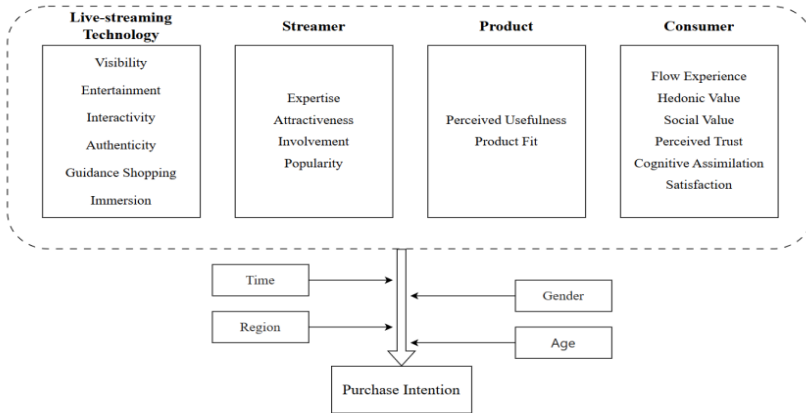 Live-streaming
Technology
Streamer
Product
Consumer
Visibility
Entertainment
Interactivity
Authenticity
Guidance Shopping
Immersion
Expertise
Attractiveness
Involvement
Popularity
Perceived Usefulness
Product Fit
Flow Experience
Hedonic Value
Social Value
Perceived Trust
Cognitive Assimilation
Satisfaction
Time
Gender
Region
Age
Purchase Intention